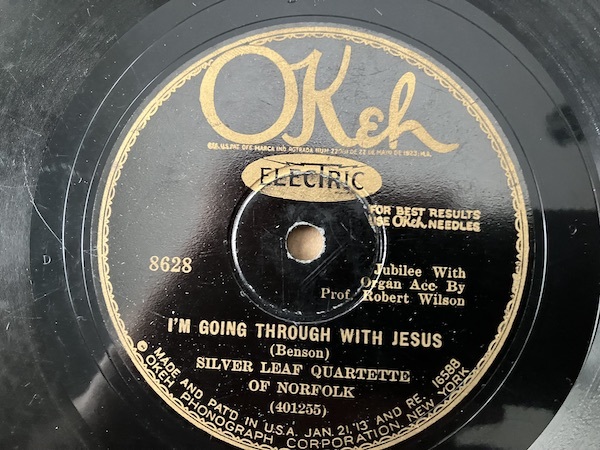 OKeh
ELECTRIC
FOR BEST RESULTS
USE OKeh NEEDLES
8628
Jubilee With
Organ Acc. By
Prof. Robert Wilson
I'M GOING THROUGH WITH JESUS
(Benson)
SILVER LEAF QUARTETTE
OF NORFOLK
(401255)
MADE AND PAT'D IN U.S.A. JAN. 21, '13 AND RE. 16588
© OKEH PHONOGRAPH CORPORATION, NEW YORK
D